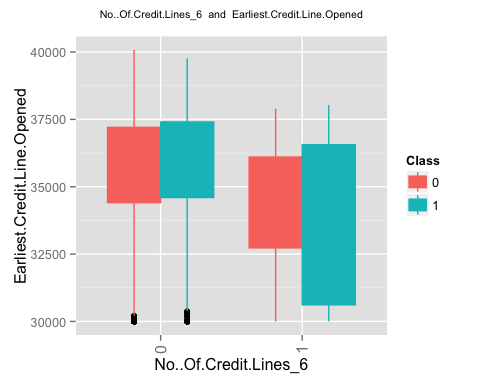 No..Of.Credit.Lines_6 and Earliest.Credit.Line.Opened
Earliest.Credit.Line.Opened
40000
37500
35000
32500
30000
0
1
No..Of.Credit.Lines_6
Class
0
1